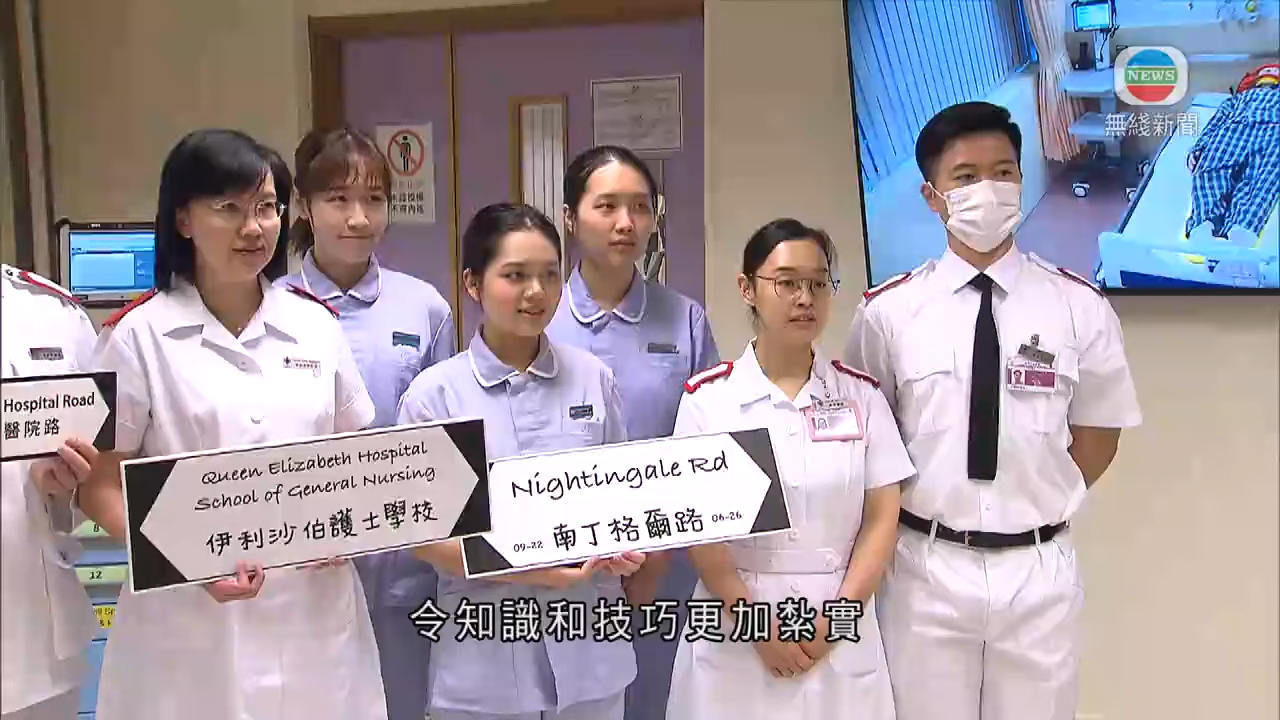 NEWS
無綫新聞
Hospital Road
醫院路
Queen Elizabeth Hospital
School of General Nursing
伊利沙伯護士學校
Nightingale Rd
09-22 南丁格爾路 06-26
12
令知識和技巧更加紮實